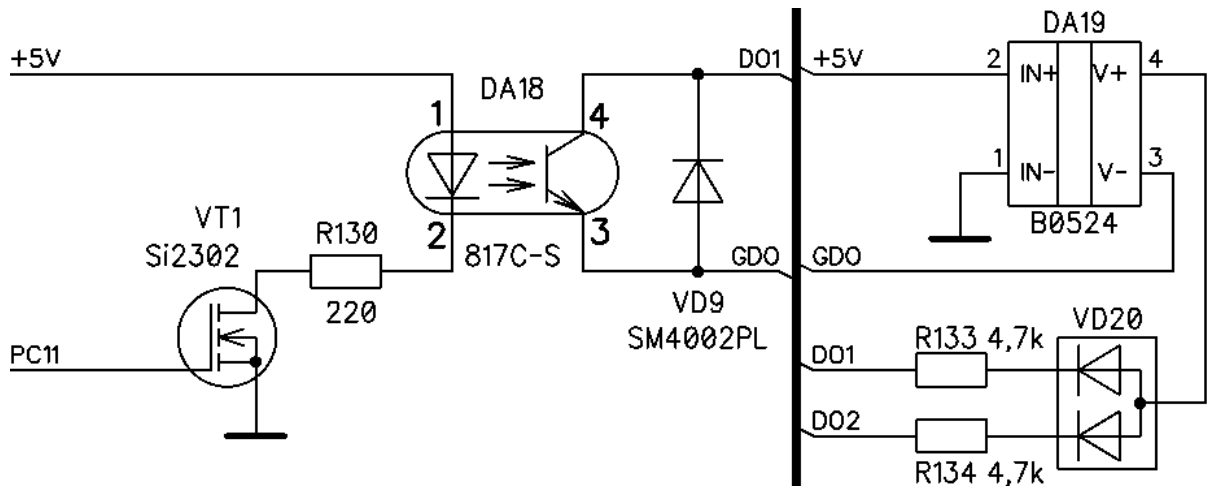 +5V
DA18
1
4
2
3
817C-S
VT1
Si2302
R130
220
PC11
DO1
GDO
VD9
SM4002PL
+5V
DA19
2
IN+
V+
4
1
IN-
V-
3
B0524
GDO
VD20
R133 4,7k
DO1
DO2
R134 4,7k